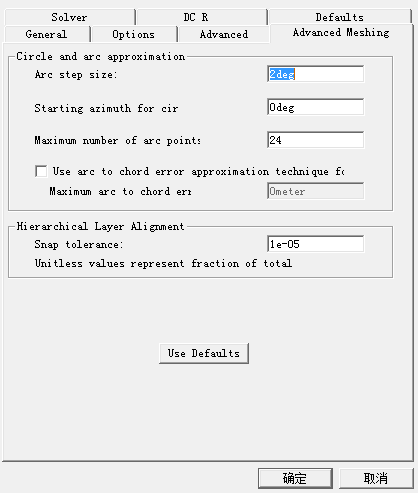 Solver DC R Defaults
General Options Advanced Advanced Meshing
Circle and arc approximation
Arc step size: 2deg
Starting azimuth for cir 0deg
Maximum number of arc points 24
Use arc to chord error approximation technique fo
Maximum arc to chord err 0meter
Hierarchical Layer Alignment
Snap tolerance: 1e-05
Unitless values represent fraction of total
Use Defaults
确定 取消